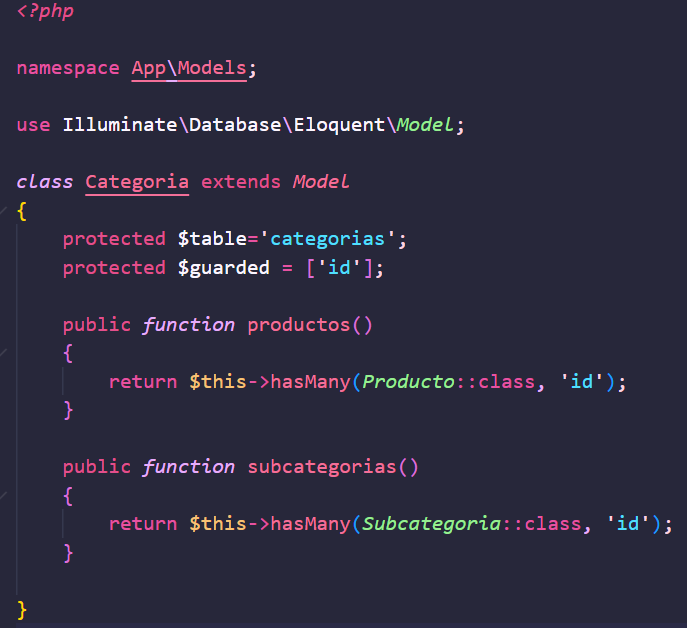 <?php
namespace App\Models;
use Illuminate\Database\Eloquent\Model;
class Categoria extends Model
{
protected $table='categorias';
protected $guarded = ['id'];
public function productos()
{
return $this->hasMany(Producto::class, 'id');
}
public function subcategorias()
{
return $this->hasMany(Subcategoria::class, 'id');
}
}